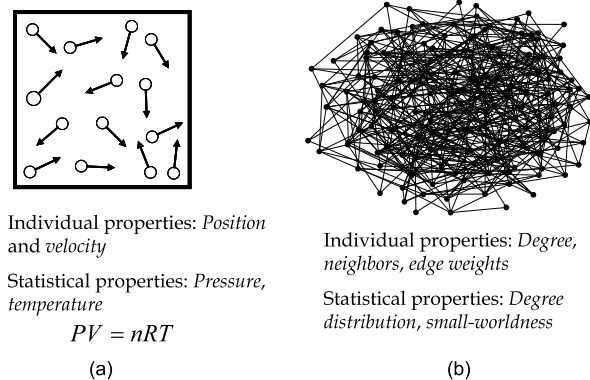 Individual properties: Position
and velocity
Statistical properties: Pressure,
temperature
PV = nRT
(a)
Individual properties: Degree,
neighbors, edge weights
Statistical properties: Degree
distribution, small-worldness
(b)